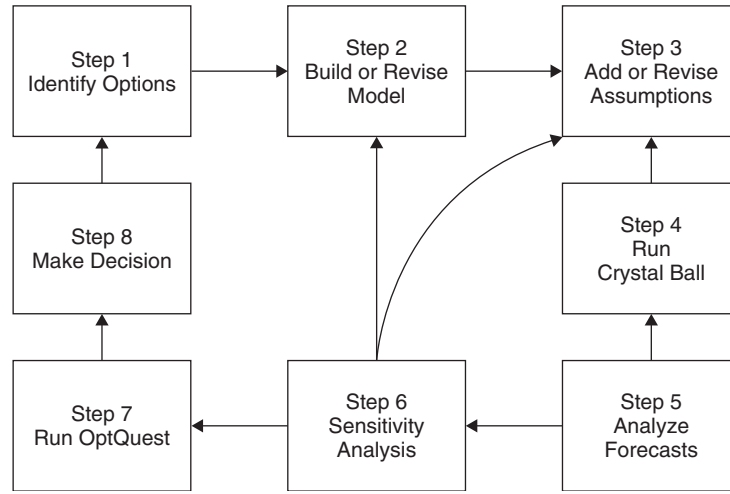 Step 1
Identify Options
Step 2
Build or Revise
Model
Step 3
Add or Revise
Assumptions
Step 8
Make Decision
Step 4
Run
Crystal Ball
Step 7
Run OptQuest
Step 6
Sensitivity
Analysis
Step 5
Analyze
Forecasts